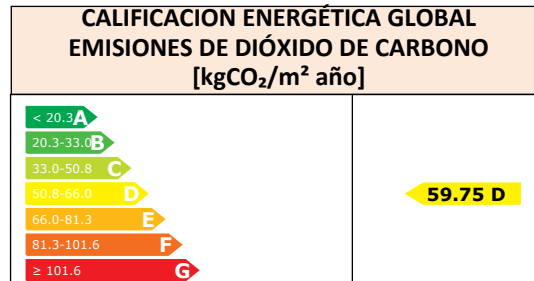 CALIFICACION ENERGÉTICA GLOBAL
EMISIONES DE DIÓXIDO DE CARBONO
[kgCO₂/m² año]
< 20.3 A
20.3-33.0 B
33.0-50.8 C
50.8-66.0 D
59.75 D
66.0-81.3 E
81.3-101.6 F
≥ 101.6 G